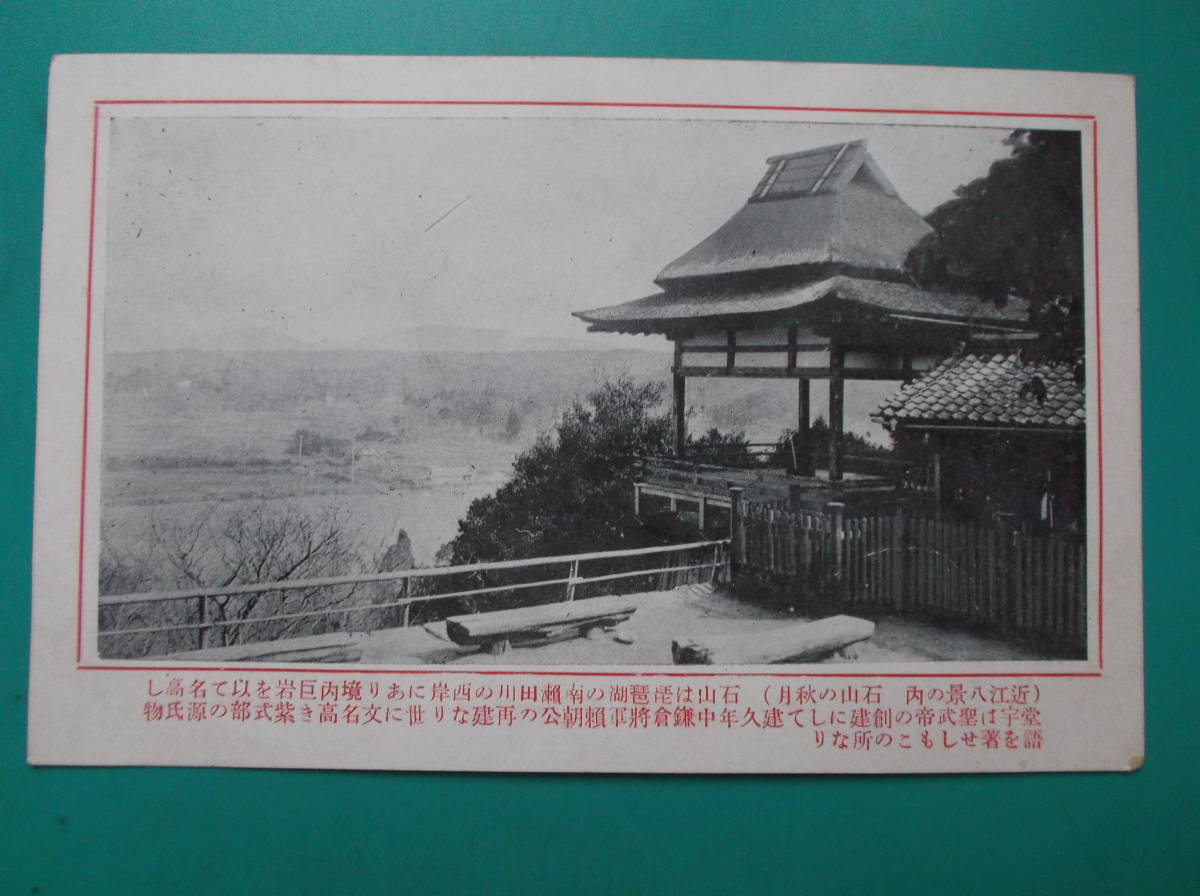 （近江八景の内　石山の秋月）　石山は琵琶湖の南瀬田川の西岸にあり境内巨岩を以て名高し
堂宇は聖武帝の創建にして建久年中鎌倉將軍賴朝公の再建なり世に文名高き紫式部の源氏物
語を著せしもこの所なり